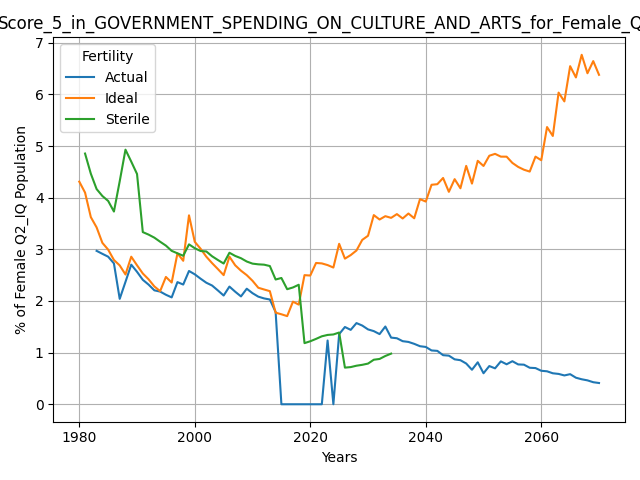 Score_5_in_GOVERNMENT_SPENDING_ON_CULTURE_AND_ARTS_for_Female_Q
Fertility
Actual
Ideal
Sterile
% of Female Q2_IQ Population
7
6
5
4
3
2
1
0
1980 2000 2020 2040 2060
Years